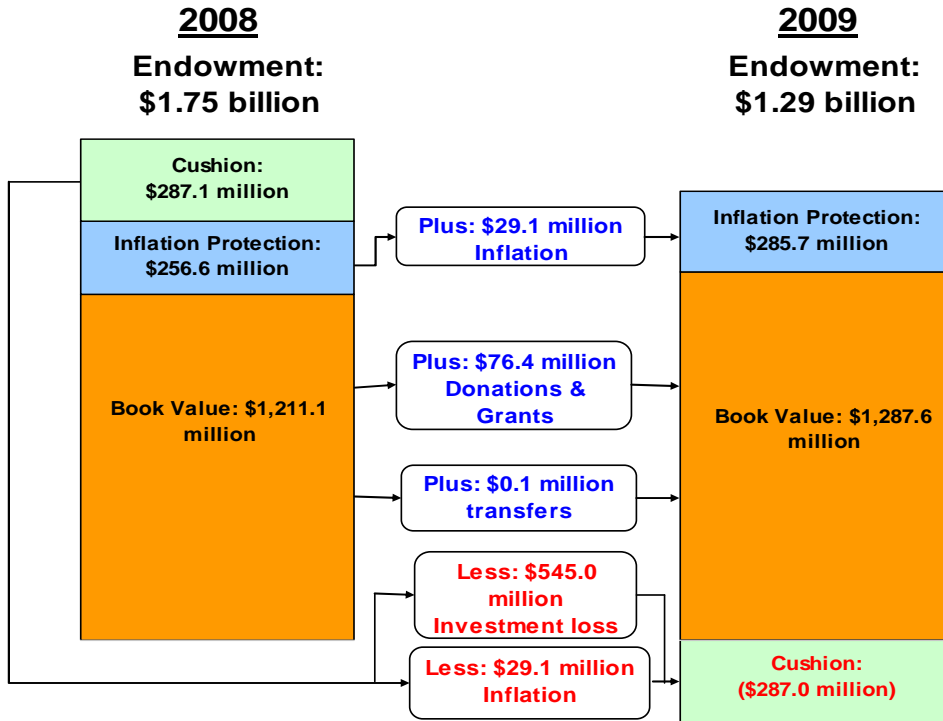 2008
Endowment:
$1.75 billion
Cushion:
$287.1 million
Inflation Protection:
$256.6 million
Book Value: $1,211.1
million
Plus: $29.1 million
Inflation
Plus: $76.4 million
Donations &
Grants
Plus: $0.1 million
transfers
Less: $545.0
million
Investment loss
Less: $29.1 million
Inflation
2009
Endowment:
$1.29 billion
Inflation Protection:
$285.7 million
Book Value: $1,287.6
million
Cushion:
($287.0 million)